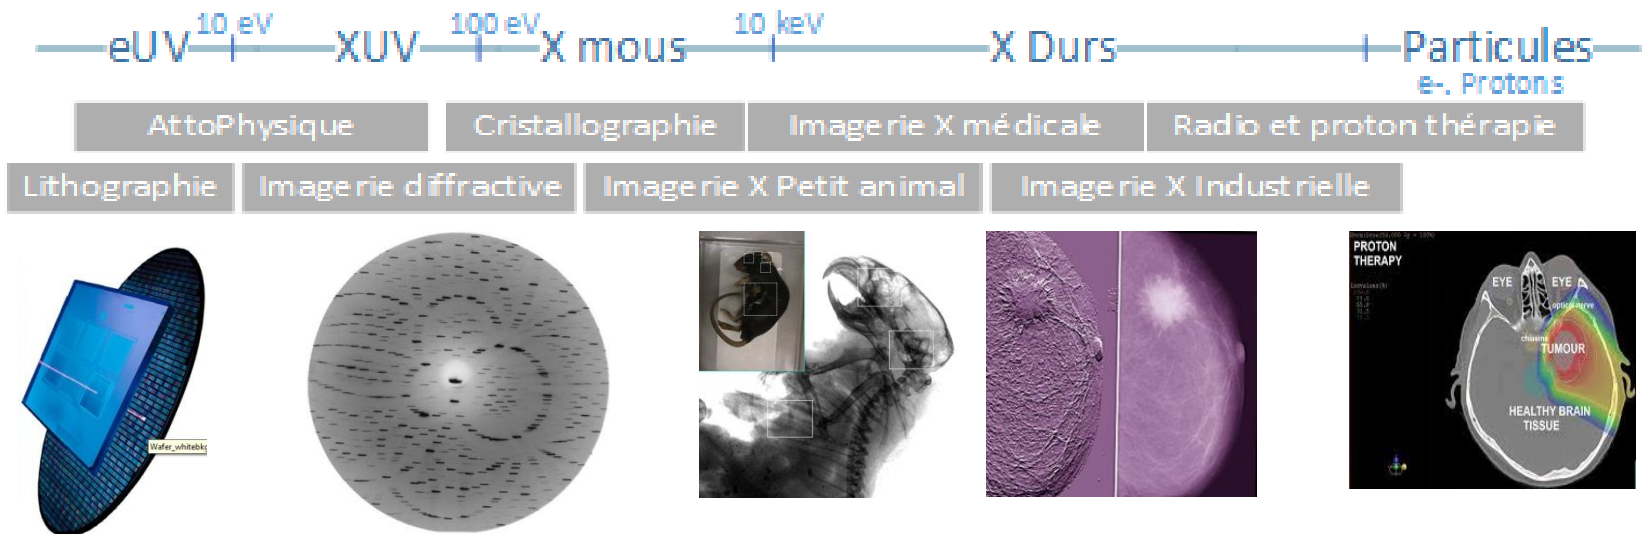 10 eV 100 eV 10 keV
eUV XUV X mous X Durs Particules
e-, Protons
AttoPhysique Cristallographie Imagerie X médicale Radio et proton thérapie
Lithographie Imagerie diffractive Imagerie X Petit animal Imagerie X Industrielle
Wafer_whitebkg
PROTON
THERAPY
EYE EYE
optical nerve
chiasma
TUMOUR
HEALTHY BRAIN
TISSUE